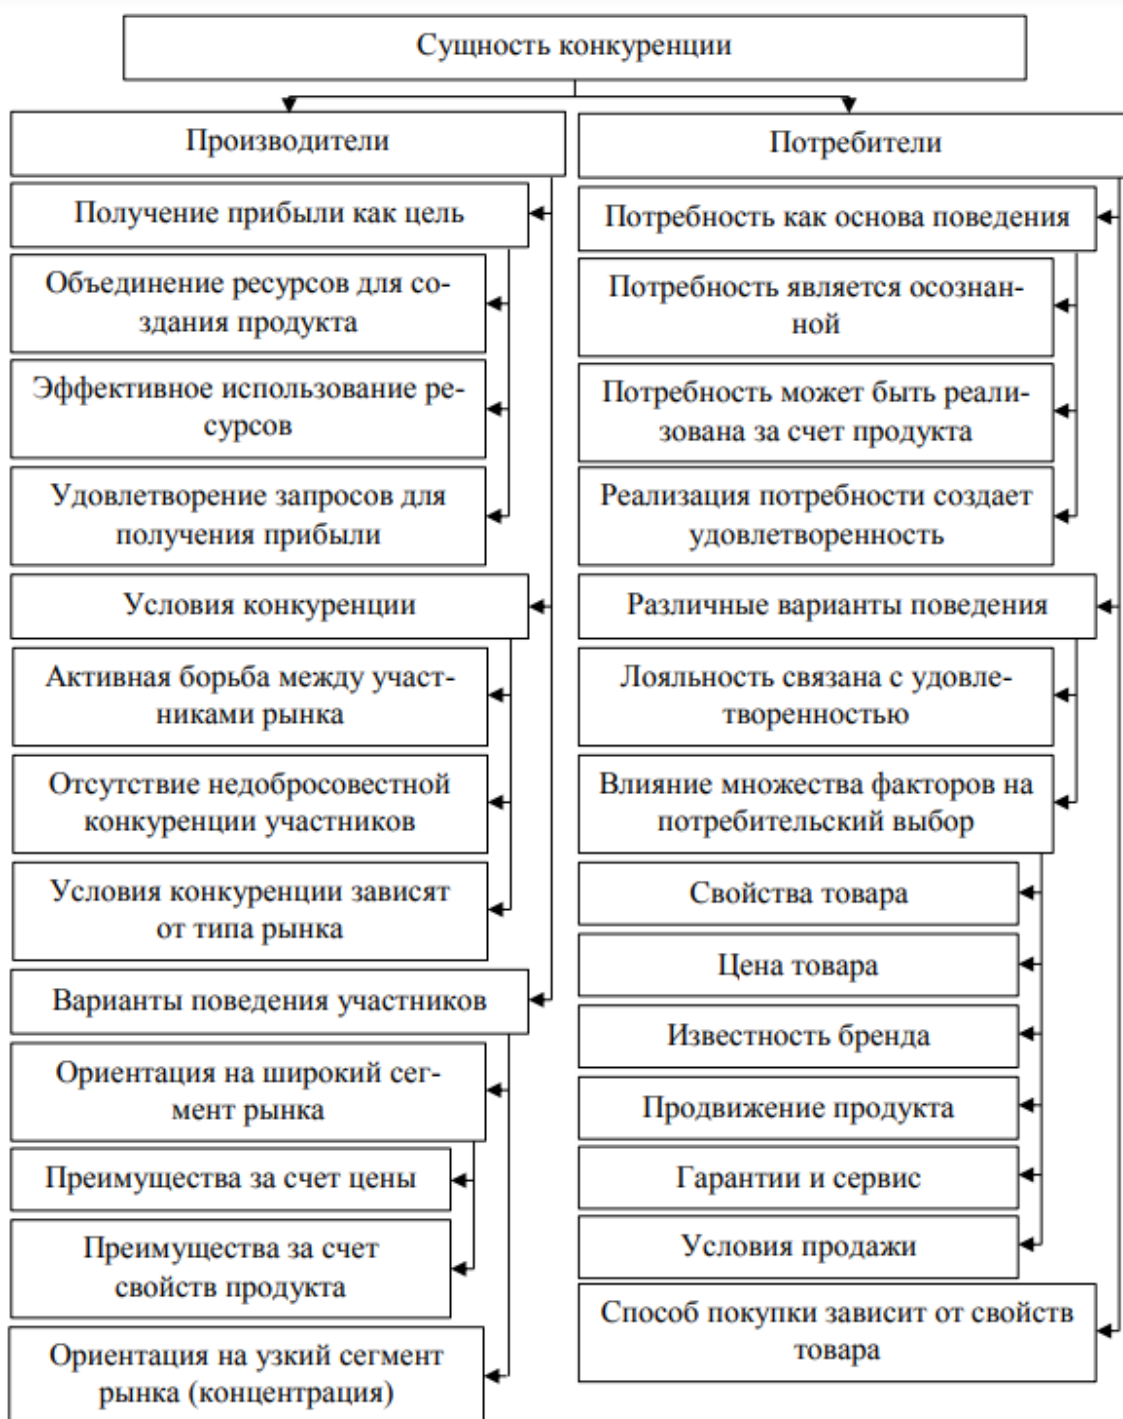 Сущность конкуренции
Производители
Получение прибыли как цель
Объединение ресурсов для со-
здания продукта
Эффективное использование ре-
сурсов
Удовлетворение запросов для
получения прибыли
Условия конкуренции
Активная борьба между участ-
никами рынка
Отсутствие недобросовестной
конкуренции участников
Условия конкуренции зависят
от типа рынка
Варианты поведения участников
Ориентация на широкий сег-
мент рынка
Преимущества за счет цены
Преимущества за счет
свойств продукта
Ориентация на узкий сегмент
рынка (концентрация)
Потребители
Потребность как основа поведения
Потребность является осознан-
ной
Потребность может быть реали-
зована за счет продукта
Реализация потребности создает
удовлетворенность
Различные варианты поведения
Лояльность связана с удовле-
творенностью
Влияние множества факторов на
потребительский выбор
Свойства товара
Цена товара
Известность бренда
Продвижение продукта
Гарантии и сервис
Условия продажи
Способ покупки зависит от свойств
товара